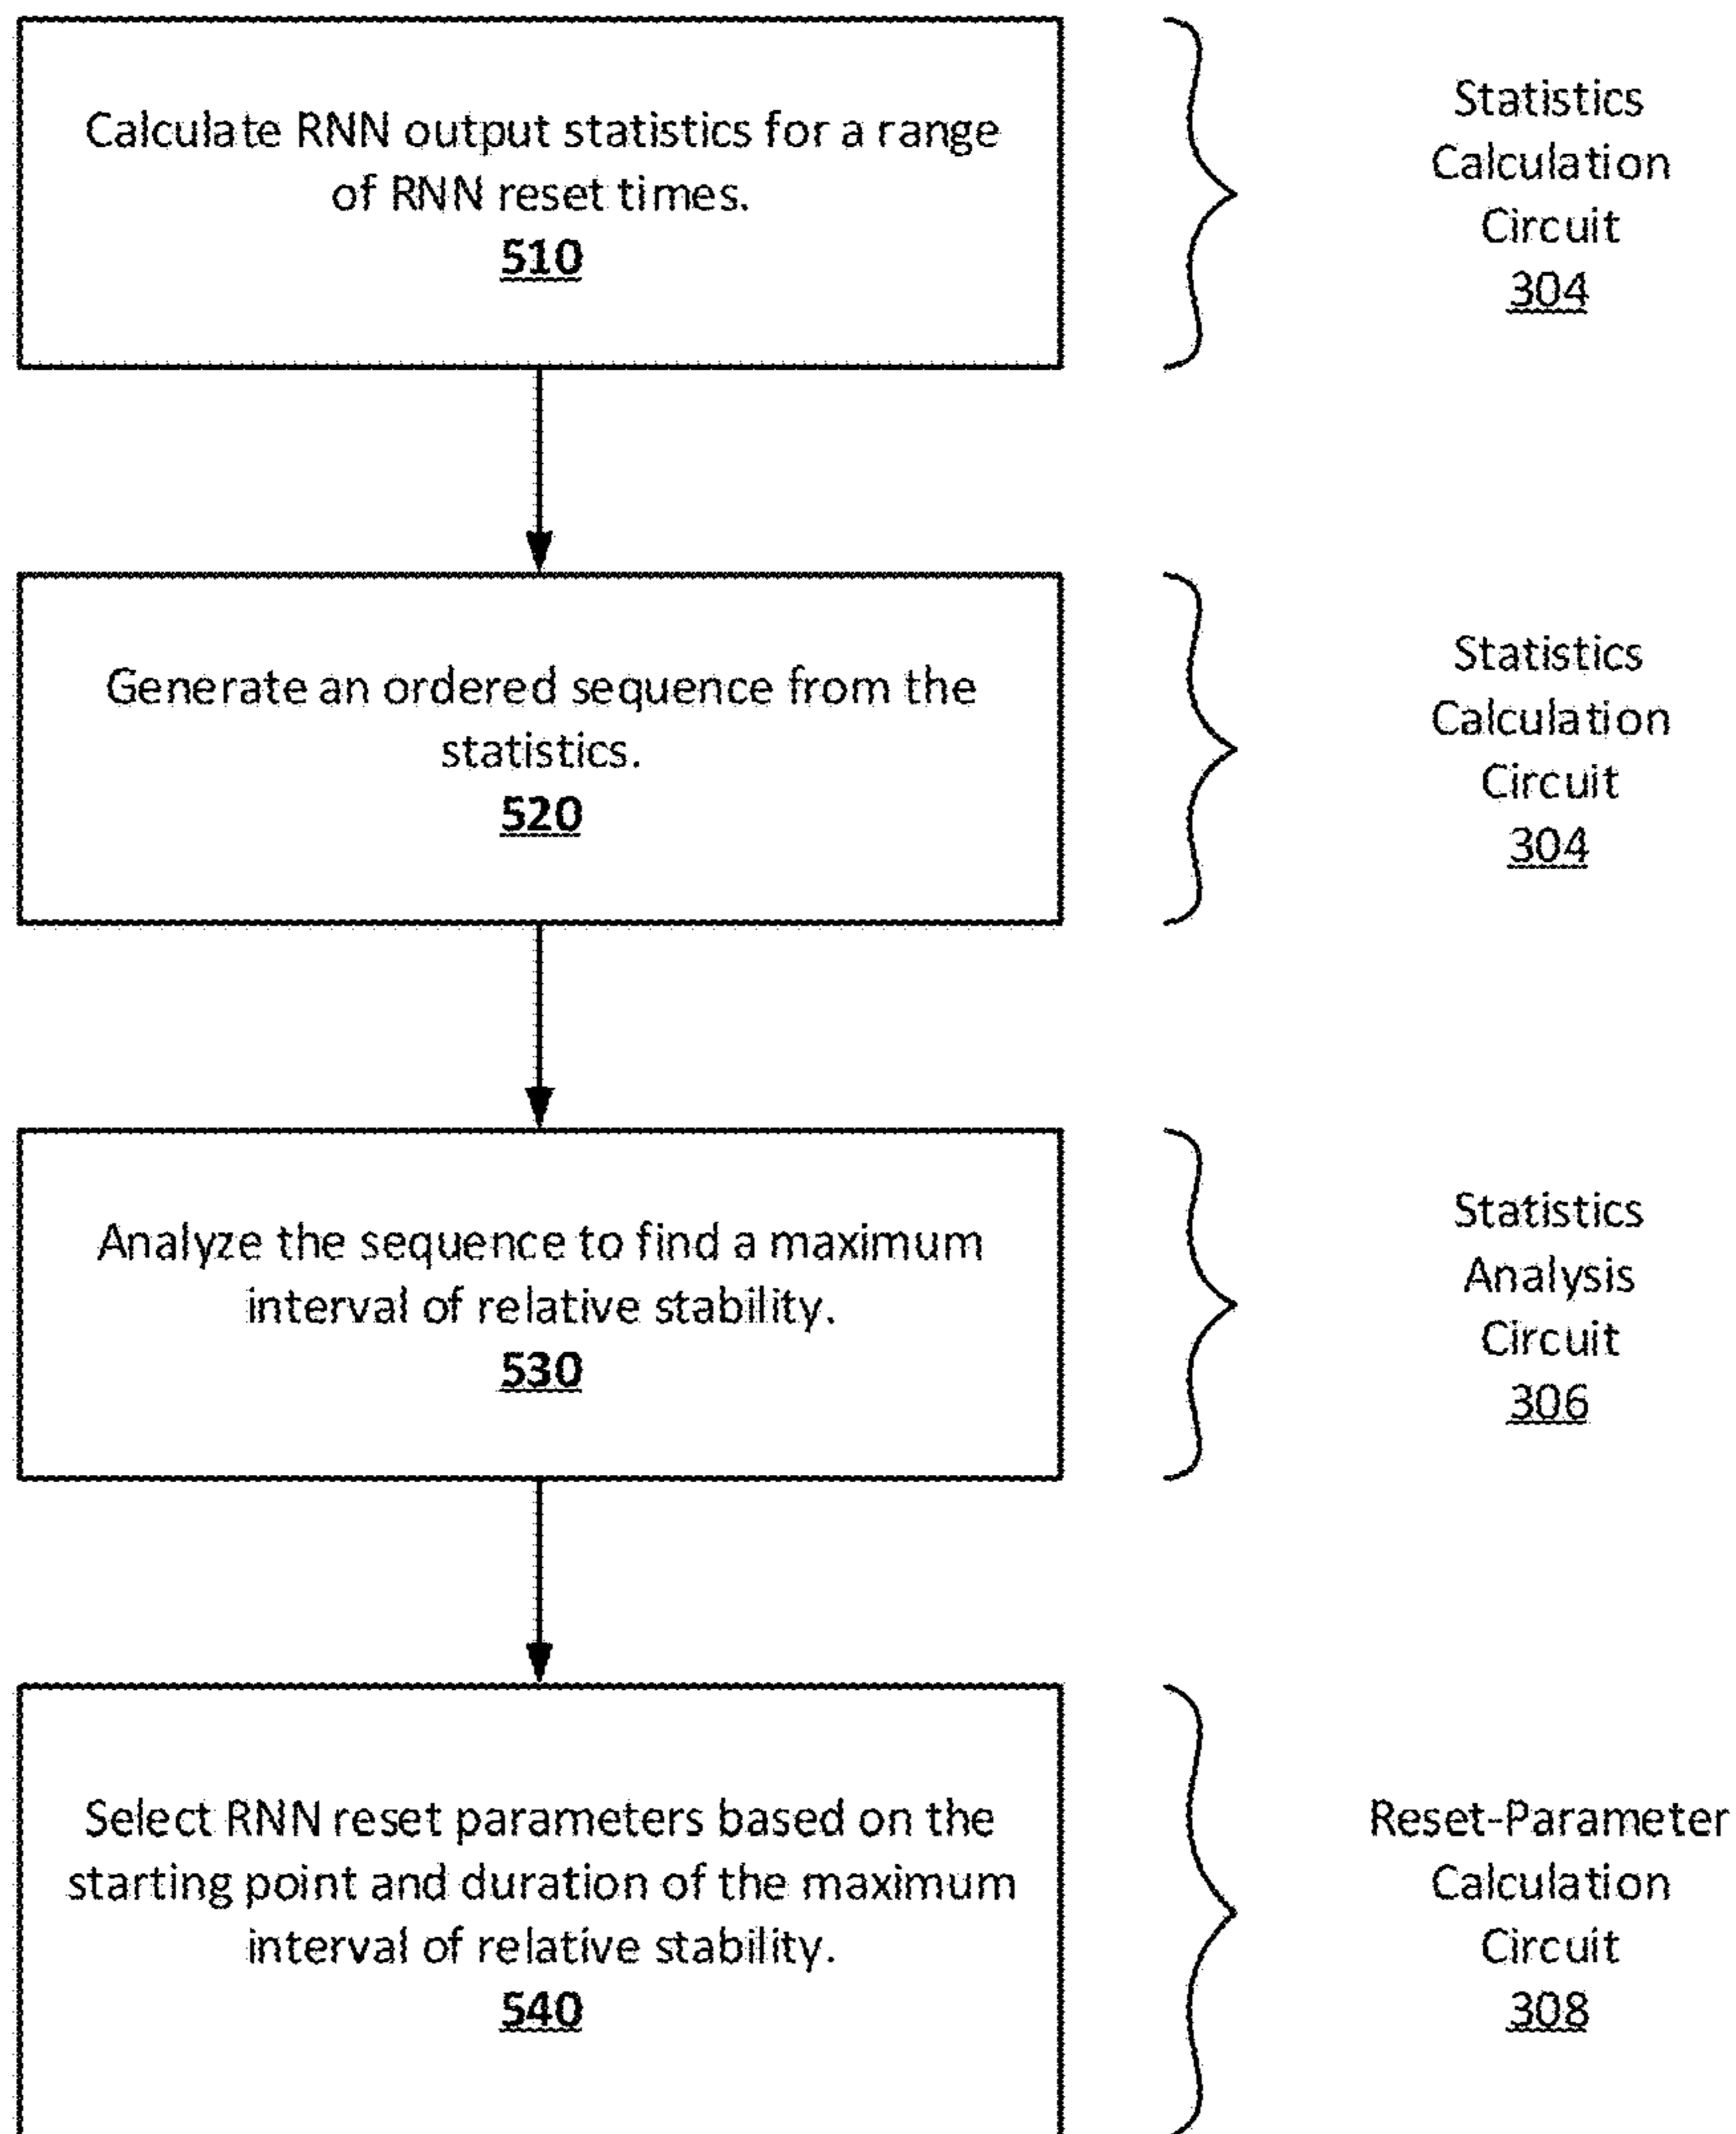 Calculate RNN output statistics for a range
of RNN reset times.
510
Statistics
Calculation
Circuit
304
Generate an ordered sequence from the
statistics.
520
Statistics
Calculation
Circuit
304
Analyze the sequence to find a maximum
interval of relative stability.
530
Statistics
Analysis
Circuit
306
Select RNN reset parameters based on the
starting point and duration of the maximum
interval of relative stability.
540
Reset-Parameter
Calculation
Circuit
308